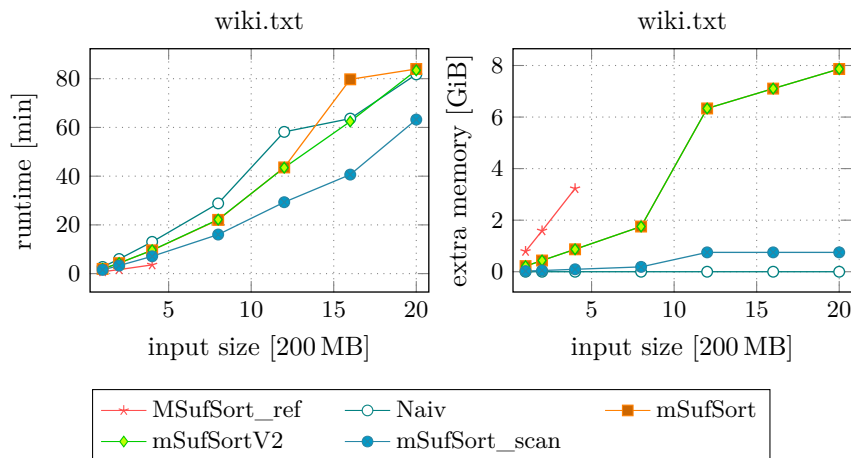 wiki.txt
runtime [min]
0
20
40
60
80
5
10
15
20
input size [200 MB]
wiki.txt
extra memory [GiB]
0
2
4
6
8
5
10
15
20
input size [200 MB]
MSufSort_ref
Naiv
mSufSort
mSufSortV2
mSufSort_scan